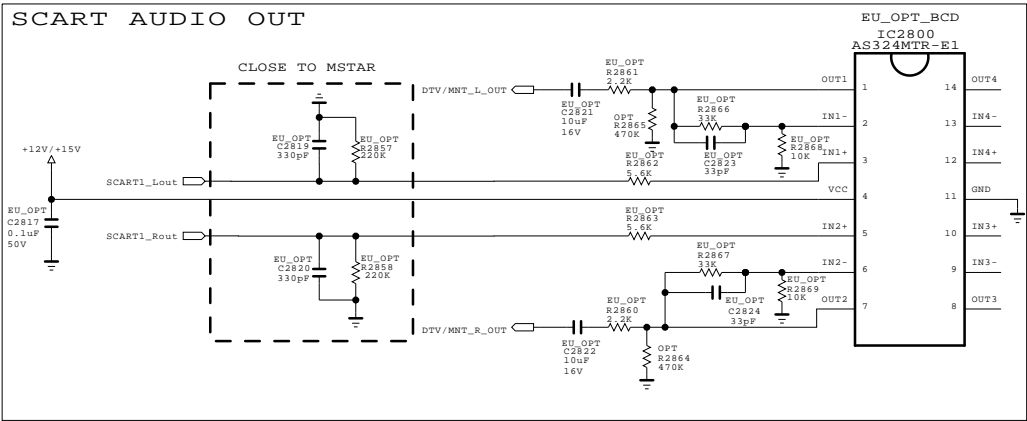 SCART AUDIO OUT
EU_OPT_BCD
IC2800
AS324MTR-E1
CLOSE TO MSTAR
DTV/MNT_L_OUT
EU_OPT
C2821
10uF
16V
EU_OPT
R2861
2.2K
OPT
R2865
470K
EU_OPT
R2866
33K
EU_OPT
C2823
33pF
EU_OPT
R2868
10K
EU_OPT
R2862
5.6K
EU_OPT
C2819
330pF
EU_OPT
R2857
220K
+12V/+15V
SCART1_Lout
EU_OPT
C2817
0.1uF
50V
SCART1_Rout
EU_OPT
C2820
330pF
EU_OPT
R2858
220K
EU_OPT
R2863
5.6K
EU_OPT
R2867
33K
EU_OPT
C2824
33pF
EU_OPT
R2869
10K
DTV/MNT_R_OUT
EU_OPT
C2822
10uF
16V
EU_OPT
R2860
2.2K
OPT
R2864
470K
OUT1 1 14 OUT4
IN1- 2 13 IN4-
IN1+ 3 12 IN4+
VCC 4 11 GND
IN2+ 5 10 IN3+
IN2- 6 9 IN3-
OUT2 7 8 OUT3